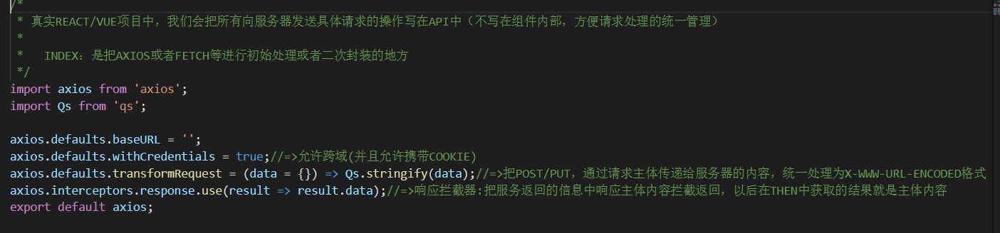 /*
 * 真实REACT/VUE项目中，我们会把所有向服务器发送具体请求的操作写在API中（不写在组件内部，方便请求处理的统一管理）
 *
 *   INDEX：是把AXIOS或者FETCH等进行初始处理或者二次封装的地方
 */
import axios from 'axios';
import Qs from 'qs';

axios.defaults.baseURL = '';
axios.defaults.withCredentials = true;//=>允许跨域(并且允许携带COOKIE)
axios.defaults.transformRequest = (data = {}) => Qs.stringify(data);//=>把POST/PUT，通过请求主体传递给服务器的内容，统一处理为X-WWW-URL-ENCODED格式
axios.interceptors.response.use(result => result.data);//=>响应拦截器:把服务返回的信息中响应主体内容拦截返回，以后在THEN中获取的结果就是主体内容
export default axios;